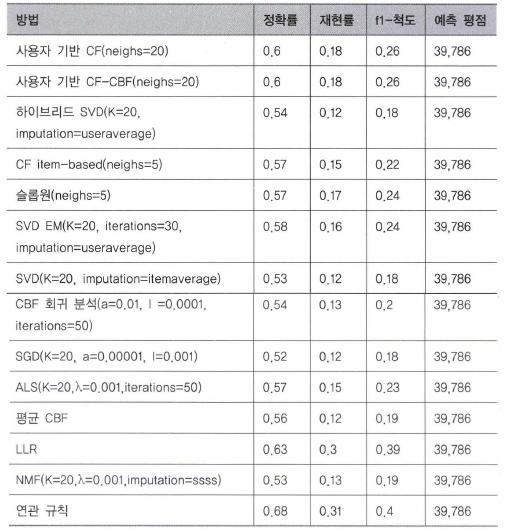 방법 정확률 재현률 f1-척도 예측 평점
사용자 기반 CF(neighs=20) 0.6 0.18 0.26 39,786
사용자 기반 CF-CBF(neighs=20) 0.6 0.18 0.26 39,786
하이브리드 SVD(K=20, 0.54 0.12 0.18 39,786
imputation=useraverage)
CF item-based(neighs=5) 0.57 0.15 0.22 39,786
슬롭원(neighs=5) 0.57 0.17 0.24 39,786
SVD EM(K=20, iterations=30, 0.58 0.16 0.24 39,786
imputation=useraverage)
SVD(K=20, imputation=itemaverage) 0.53 0.12 0.18 39,786
CBF 회귀 분석(a=0.01, l =0.0001, 0.54 0.13 0.2 39,786
iterations=50)
SGD(K=20, a=0.00001, l=0.001) 0.52 0.12 0.18 39,786
ALS(K=20,λ=0.001,iterations=50) 0.57 0.15 0.23 39,786
평균 CBF 0.56 0.12 0.19 39,786
LLR 0.63 0.3 0.39 39,786
NMF(K=20,λ=0.001,imputation=ssss) 0.53 0.13 0.19 39,786
연관 규칙 0.68 0.31 0.4 39,786